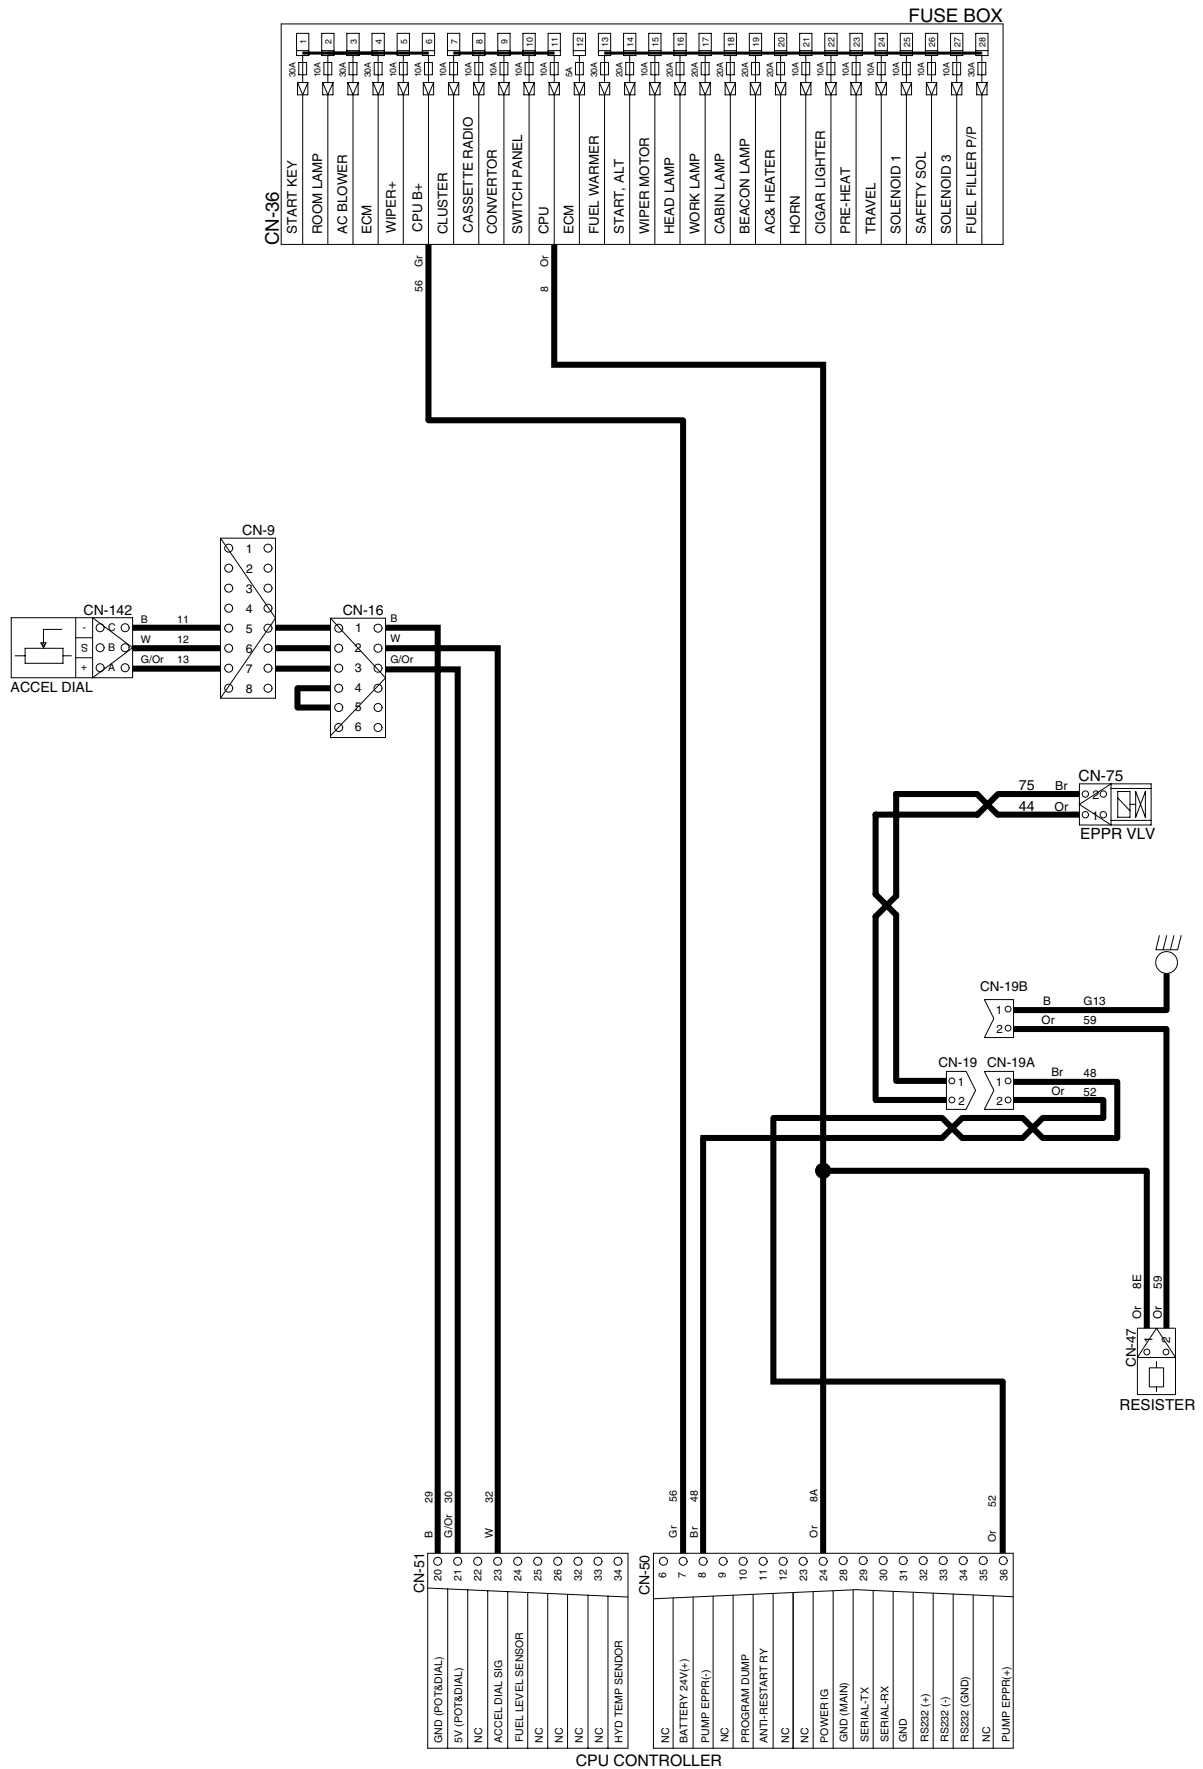 FUSE BOX
1 2 3 4 5 6 7 8 9 10 11 12 13 14 15 16 17 18 19 20 21 22 23 24 25 26 27 28
30A 10A 30A 30A 10A 10A 10A 10A 10A 10A 10A 5A 30A 20A 10A 20A 20A 10A 20A 20A 10A 10A 10A 10A 10A 10A 10A 30A
CN-36
START KEY
ROOM LAMP
AC BLOWER
ECM
WIPER+
CPU B+
CLUSTER
CASSETTE RADIO
CONVERTOR
SWITCH PANEL
CPU
ECM
FUEL WARMER
START, ALT
WIPER MOTOR
HEAD LAMP
WORK LAMP
CABIN LAMP
BEACON LAMP
AC& HEATER
HORN
CIGAR LIGHTER
PRE-HEAT
TRAVEL
SOLENOID 1
SAFETY SOL
SOLENOID 3
FUEL FILLER P/P
56 Gr
8 Or
CN-9
1
2
3
4
5
6
7
8
CN-142
- C B 11
S B W 12
+ A G/Or 13
ACCEL DIAL
CN-16
1 B
2 W
3 G/Or
4
5
6
CN-75
75 Br 2
44 Or 1
EPPR VLV
CN-19B
1 B G13
2 Or 59
CN-19
1
2
CN-19A
1 Br 48
2 Or 52
Or 8E
Or 59
CN-47
1 2
RESISTER
B 29
G/Or 30
W 32
Gr 56
Br 48
Or 8A
Or 52
CN-51
20 21 22 23 24 25 26 32 33 34
GND (POT&DIAL)
5V (POT&DIAL)
NC
ACCEL DIAL SIG
FUEL LEVEL SENSOR
NC
NC
NC
NC
HYD TEMP SENDOR
CN-50
6 7 8 9 10 11 12 23 24 28 29 30 31 32 33 34 35 36
NC
BATTERY 24V(+)
PUMP EPPR(-)
NC
PROGRAM DUMP
ANTI-RESTART RY
NC
NC
POWER IG
GND (MAIN)
SERIAL-TX
SERIAL-RX
GND
RS232 (+)
RS232 (-)
RS232 (GND)
NC
PUMP EPPR(+)
CPU CONTROLLER